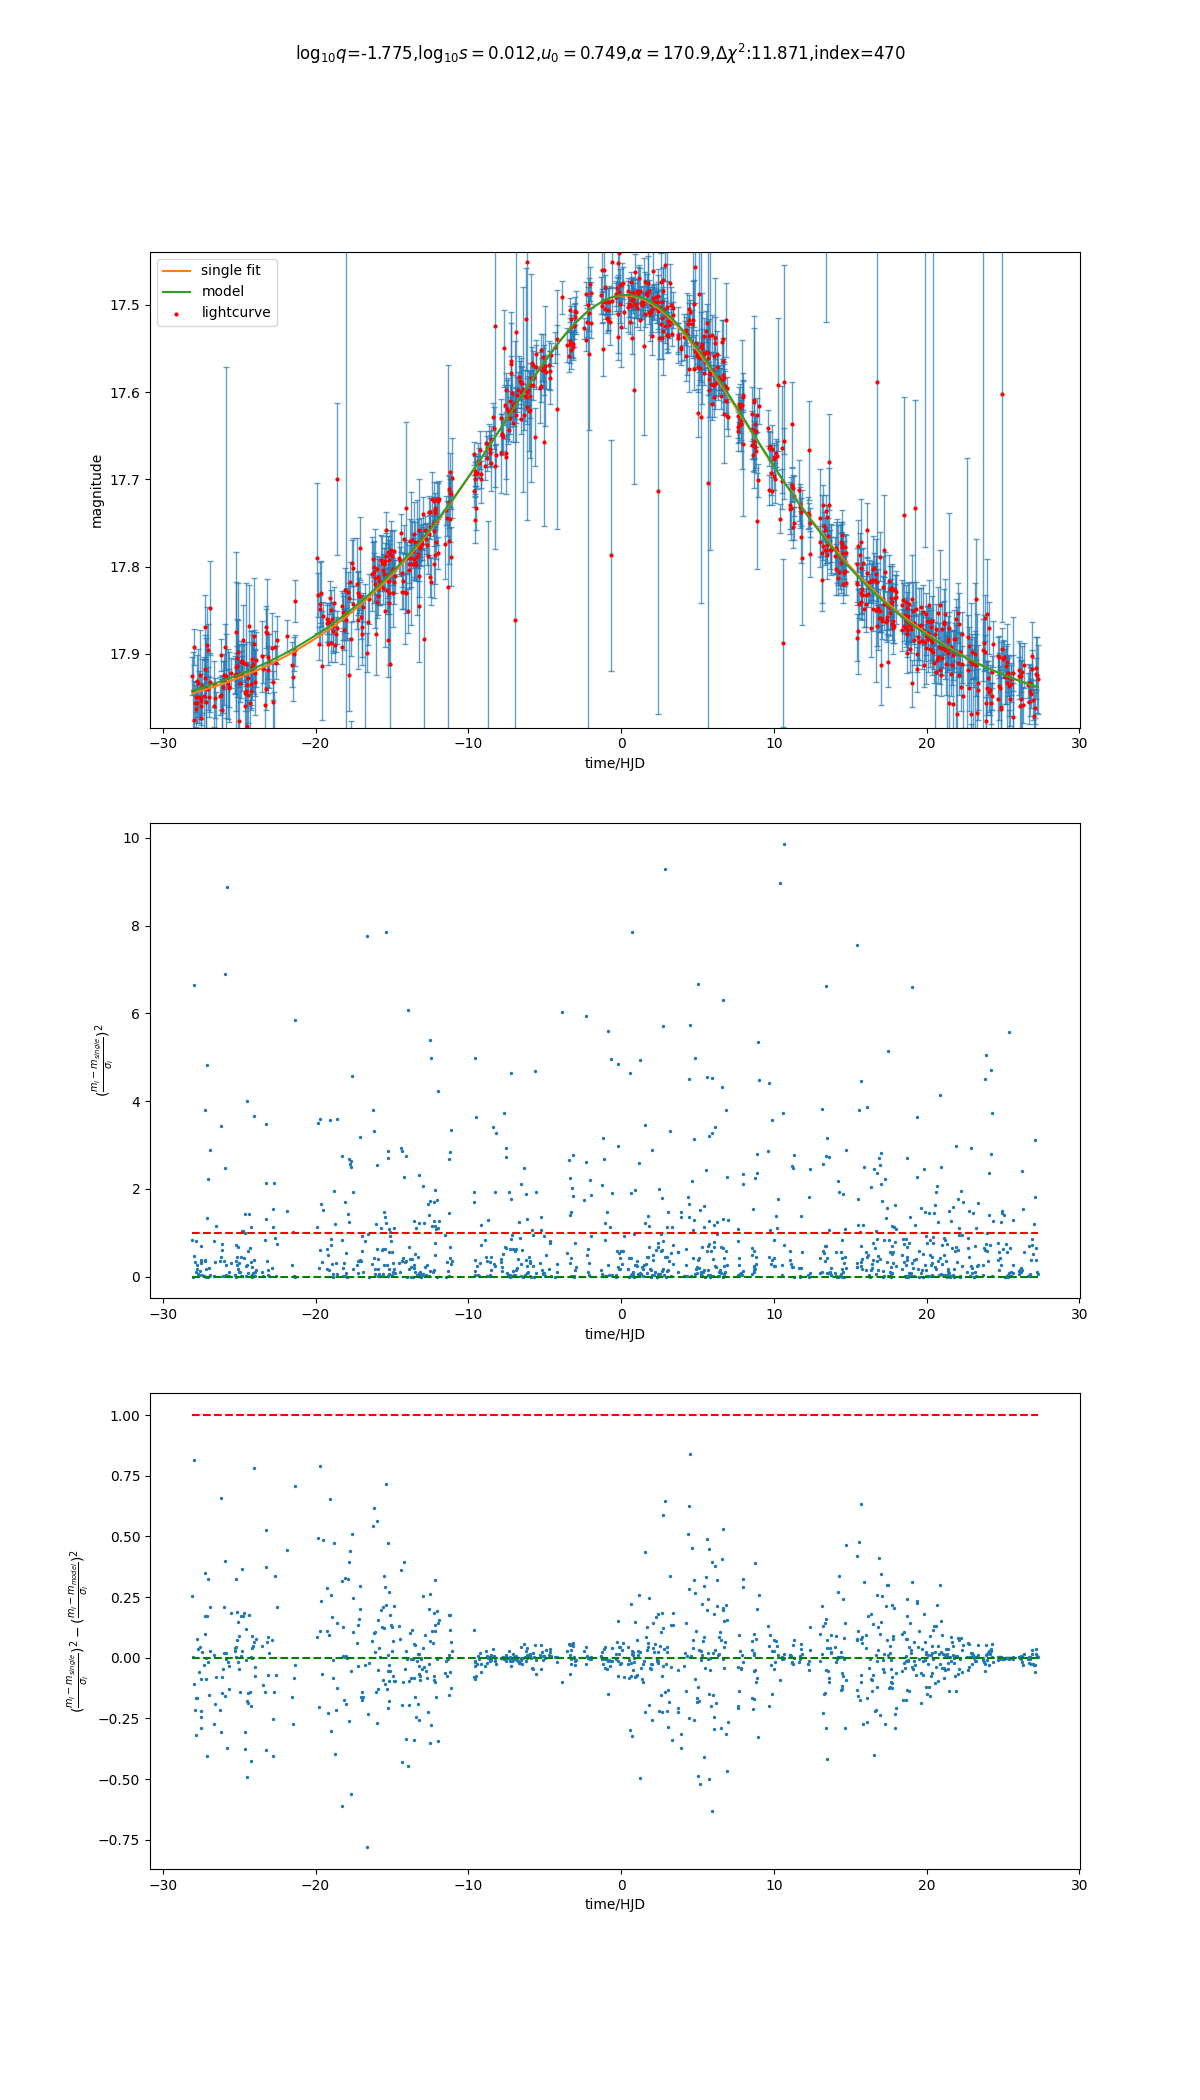 log₁₀q=-1.775,log₁₀s = 0.012,u₀ = 0.749,α = 170.9,Δχ²:11.871,index=470
single fit
model
lightcurve
17.5
17.6
17.7
17.8
17.9
magnitude
−30 −20 −10 0 10 20 30
time/HJD
10
8
6
4
2
0
((mᵢ − m_single)/σᵢ)²
−30 −20 −10 0 10 20 30
time/HJD
1.00
0.75
0.50
0.25
0.00
−0.25
−0.50
−0.75
((mᵢ − m_single)/σᵢ)² − ((mᵢ − m_model)/σᵢ)²
−30 −20 −10 0 10 20 30
time/HJD